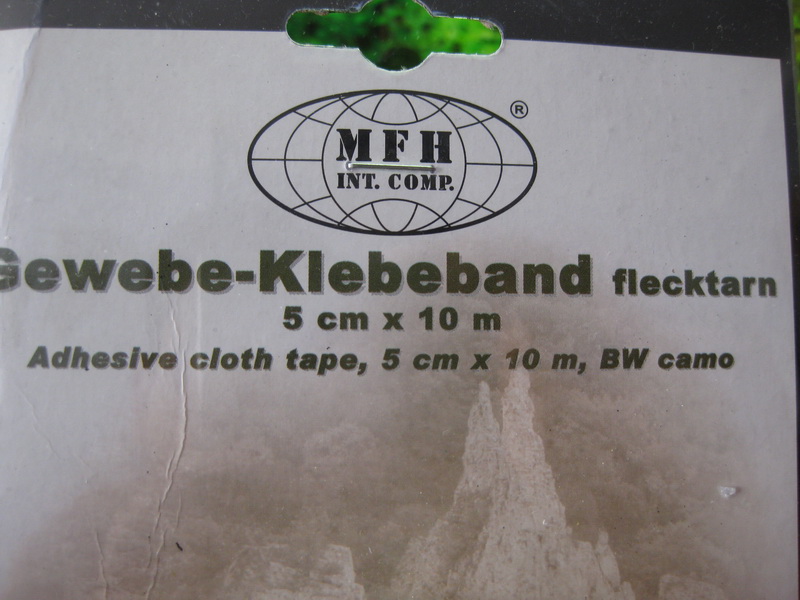 ®
MFH
INT. COMP.
Gewebe-Klebeband flecktarn
5 cm x 10 m
Adhesive cloth tape, 5 cm x 10 m, BW camo